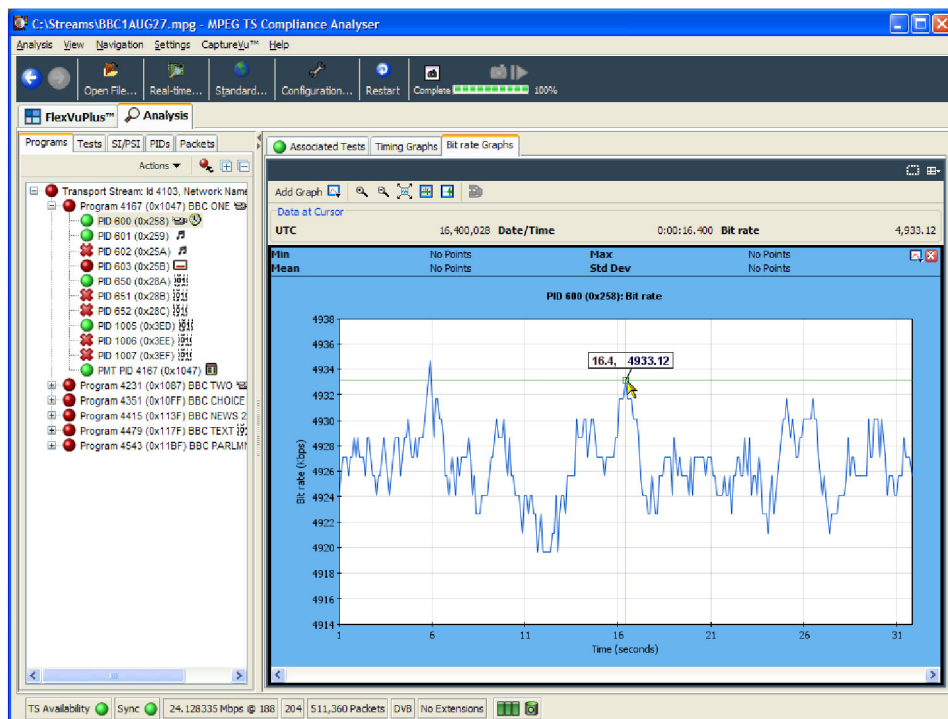 C:\Streams\BBC1AUG27.mpg - MPEG TS Compliance Analyser
Analysis View Navigation Settings CaptureVu™ Help
Open File... Real-time... Standard... Configuration... Restart Complete 100%
FlexVuPlus™ Analysis
Programs Tests SI/PSI PIDs Packets
Actions
Transport Stream: Id 4103, Network Name
Program 4167 (0x1047) BBC ONE
PID 600 (0x258)
PID 601 (0x259)
PID 602 (0x25A)
PID 603 (0x25B)
PID 650 (0x28A)
PID 651 (0x28B)
PID 652 (0x28C)
PID 1005 (0x3ED)
PID 1006 (0x3EE)
PID 1007 (0x3EF)
PMT PID 4167 (0x1047)
Program 4231 (0x1087) BBC TWO
Program 4351 (0x10FF) BBC CHOICE
Program 4415 (0x113F) BBC NEWS 2
Program 4479 (0x117F) BBC TEXT
Program 4543 (0x11BF) BBC PARLM
Associated Tests Timing Graphs Bit rate Graphs
Add Graph
Data at Cursor
UTC 16,400,028 Date/Time 0:00:16.400 Bit rate 4,933.12
Min No Points Max No Points
Mean No Points Std Dev No Points
PID 600 (0x258): Bit rate
4938
4936
4934
4932
4930
4928
4926
4924
4922
4920
4918
4916
4914
Bit rate (Kbps)
16.4, 4933.12
1 6 11 16 21 26 31
Time (seconds)
TS Availability Sync 24.128335 Mbps @ 188 204 511,360 Packets DVB No Extensions